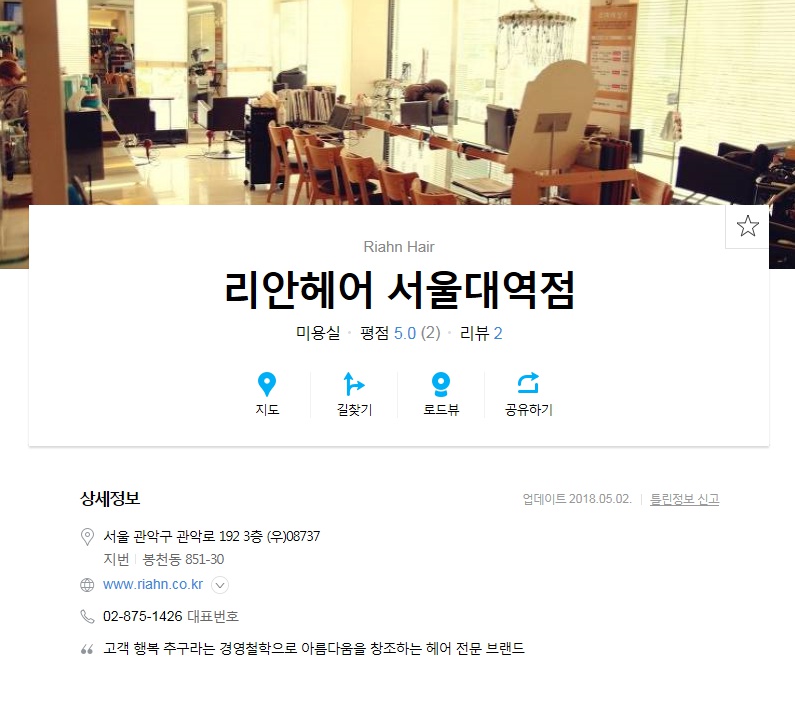 Riahn Hair
리안헤어 서울대역점
미용실 · 평점 5.0 (2) · 리뷰 2
지도 길찾기 로드뷰 공유하기
상세정보 업데이트 2018.05.02. 틀린정보 신고
서울 관악구 관악로 192 3층 (우)08737
지번 봉천동 851-30
www.riahn.co.kr
02-875-1426 대표번호
고객 행복 추구라는 경영철학으로 아름다움을 창조하는 헤어 전문 브랜드